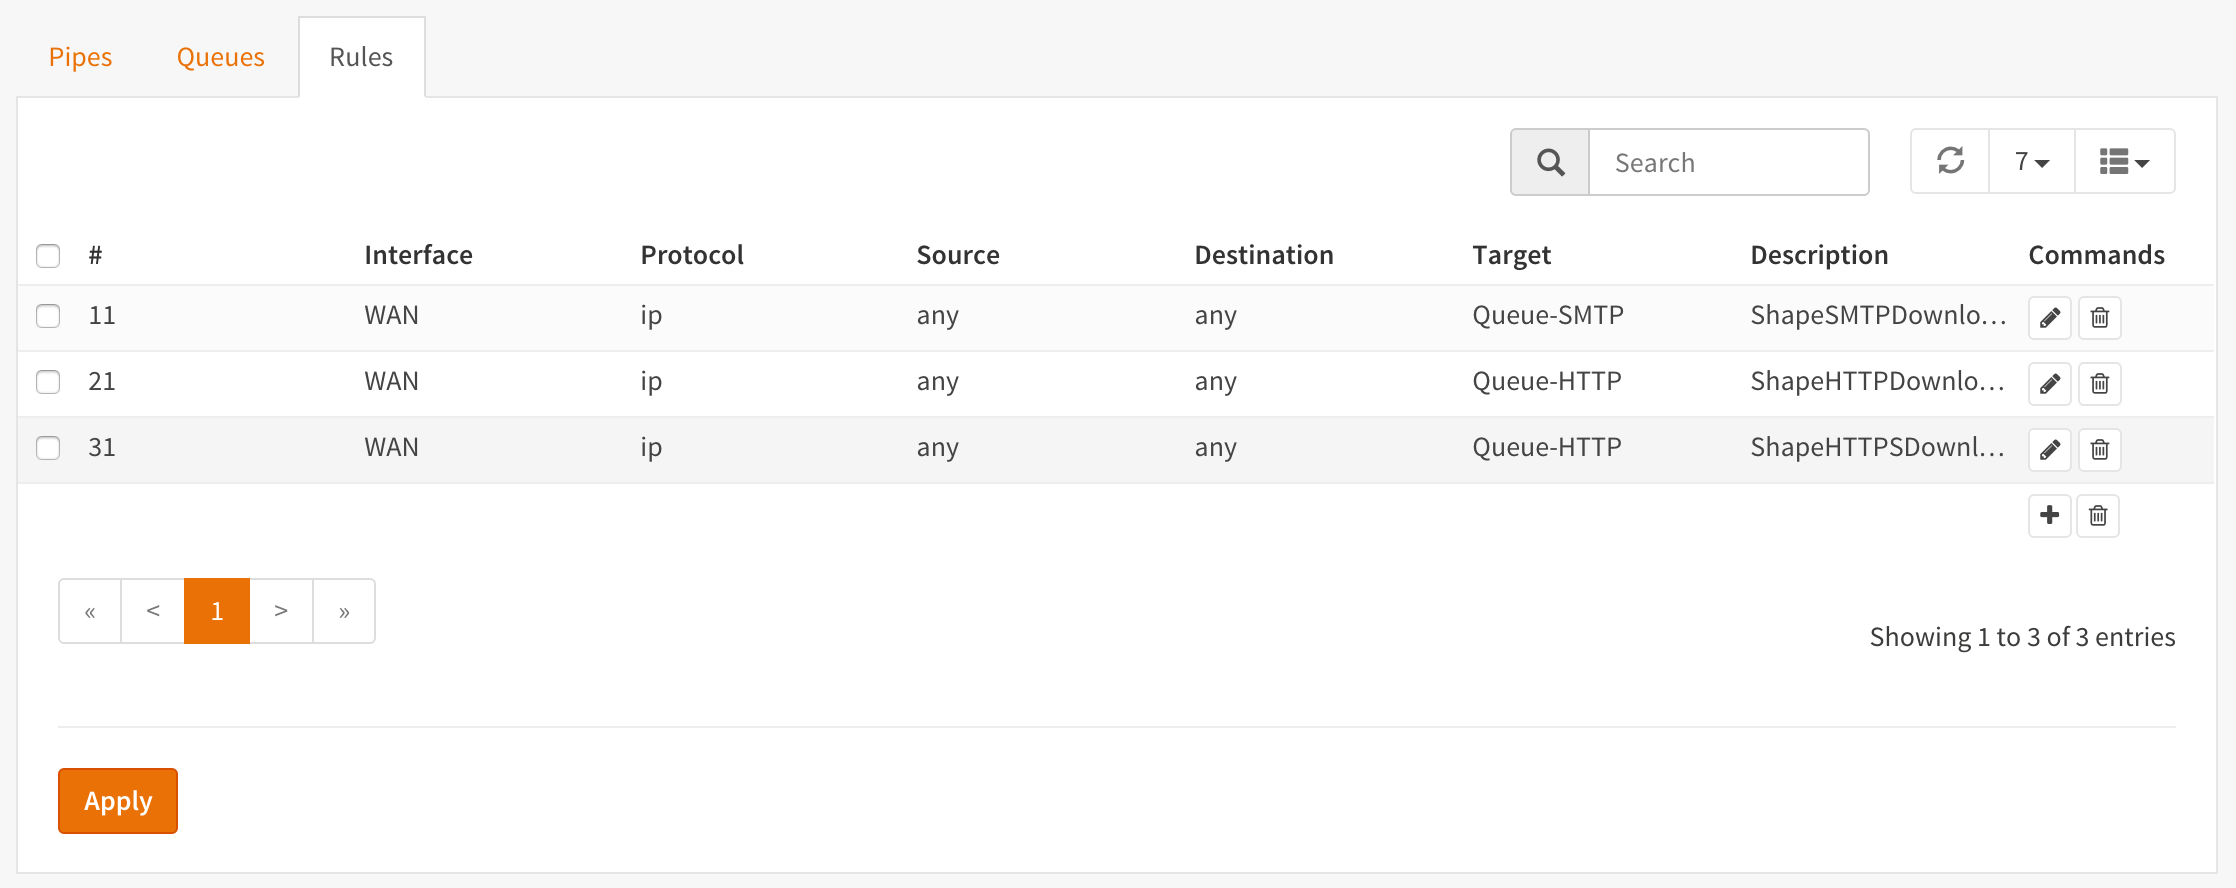 Pipes Queues Rules
Search 7
# Interface Protocol Source Destination Target Description Commands
11 WAN ip any any Queue-SMTP ShapeSMTPDownlo...
21 WAN ip any any Queue-HTTP ShapeHTTPDownlo...
31 WAN ip any any Queue-HTTP ShapeHTTPSDownl...
« < 1 > »
Showing 1 to 3 of 3 entries
Apply